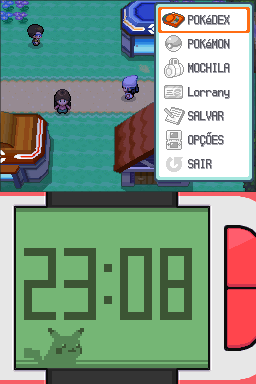 POKéDEX
POKéMON
MOCHILA
Lorrany
SALVAR
OPÇÕES
SAIR
23:08